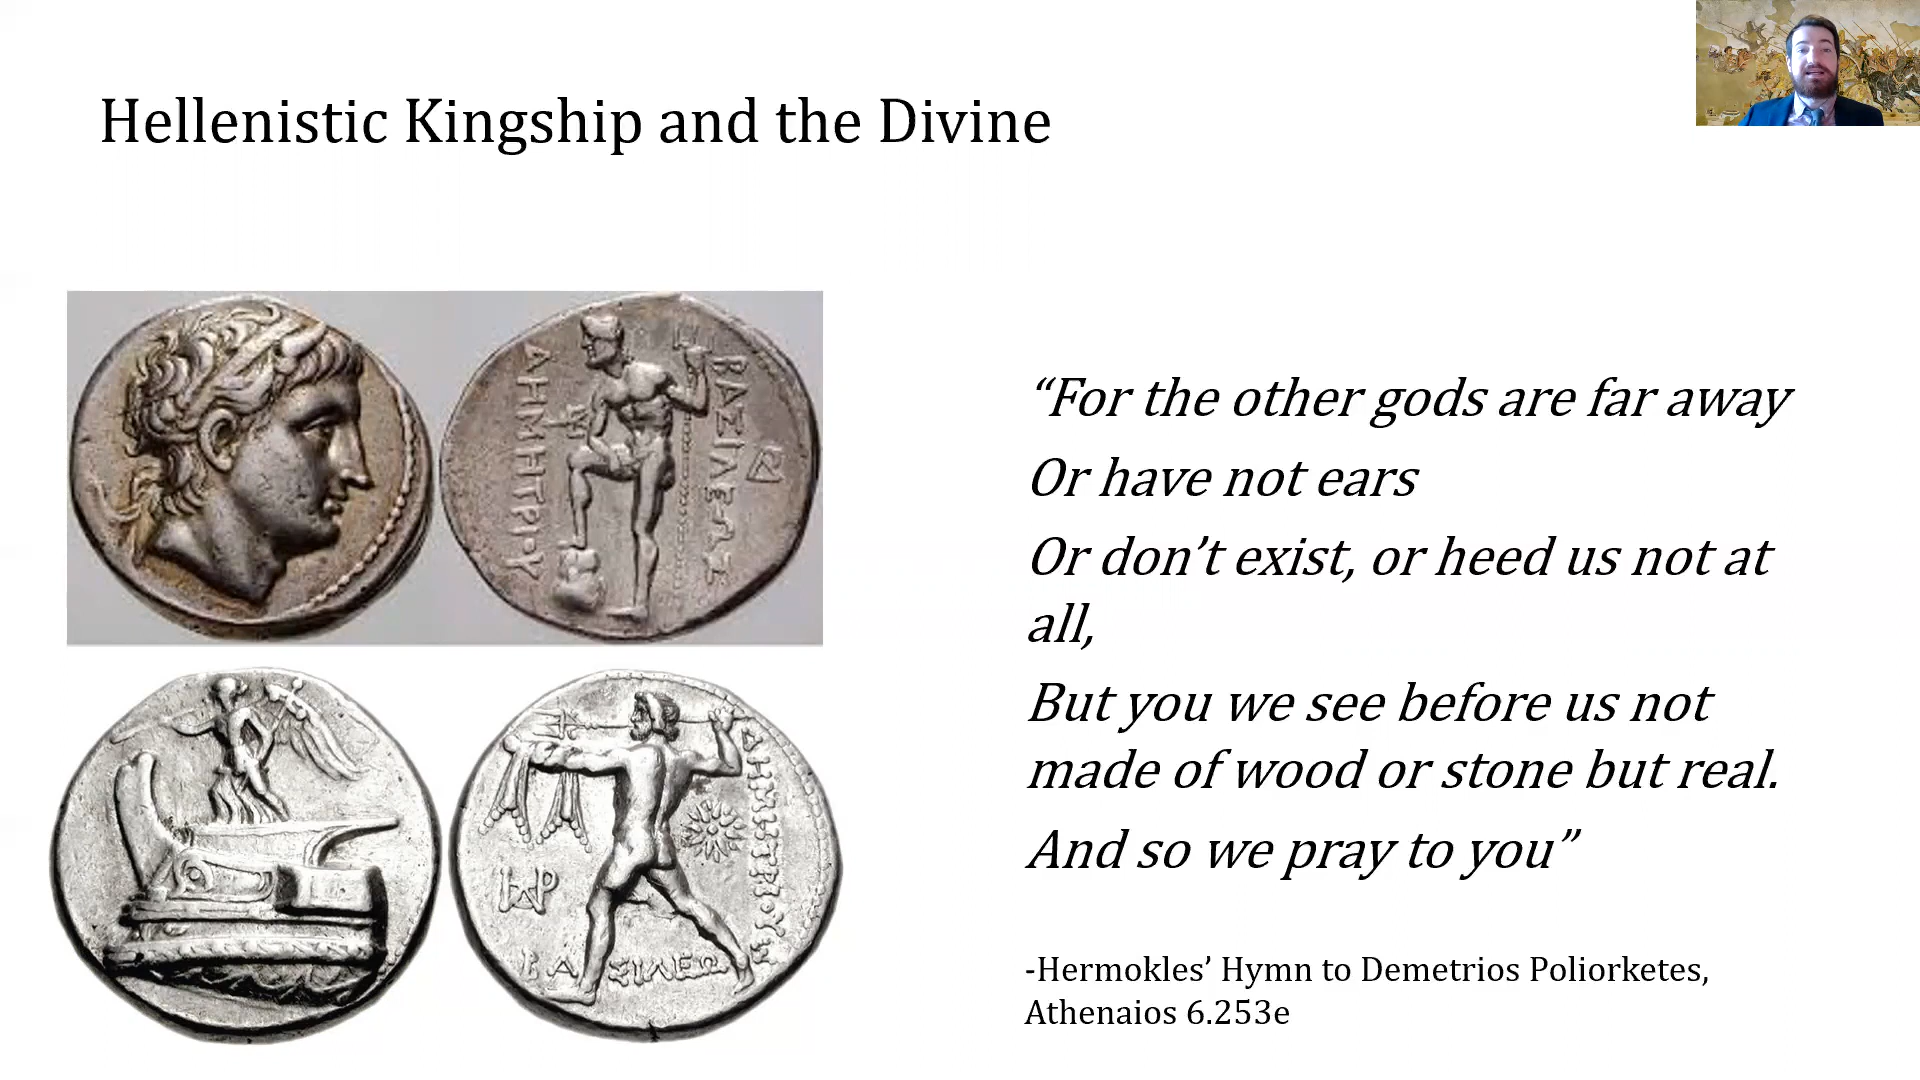 Hellenistic Kingship and the Divine
ΔΗΜΗΤΡΙΟΥ
ΒΑΣΙΛΕΩΣ
ΔΗΜΗΤΡΙΟΥ
ΒΑΣΙΛΕΩ
“For the other gods are far away
Or have not ears
Or don’t exist, or heed us not at
all,
But you we see before us not
made of wood or stone but real.
And so we pray to you”
-Hermokles’ Hymn to Demetrios Poliorketes,
Athenaios 6.253e